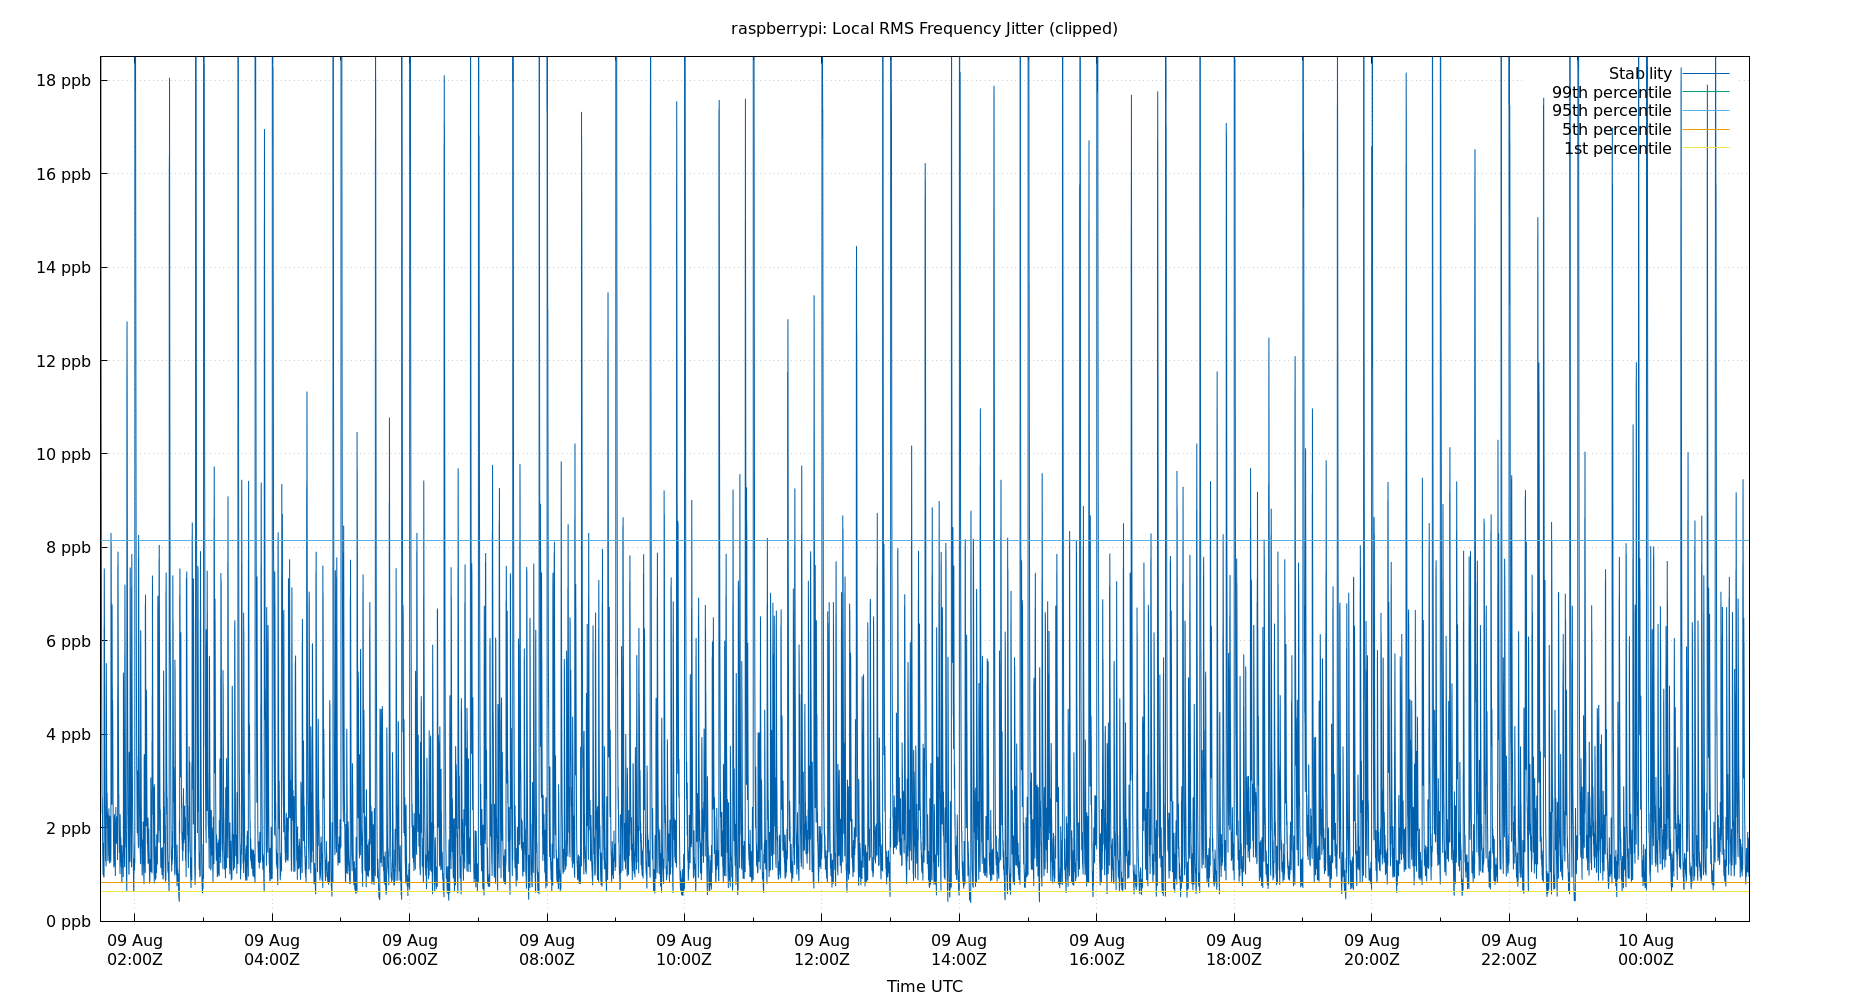 raspberrypi: Local RMS Frequency Jitter (clipped)
18 ppb
16 ppb
14 ppb
12 ppb
10 ppb
8 ppb
6 ppb
4 ppb
2 ppb
0 ppb
Stability
99th percentile
95th percentile
5th percentile
1st percentile
09 Aug 09 Aug 09 Aug 09 Aug 09 Aug 09 Aug 09 Aug 09 Aug 09 Aug 09 Aug 09 Aug 10 Aug
02:00Z 04:00Z 06:00Z 08:00Z 10:00Z 12:00Z 14:00Z 16:00Z 18:00Z 20:00Z 22:00Z 00:00Z
Time UTC